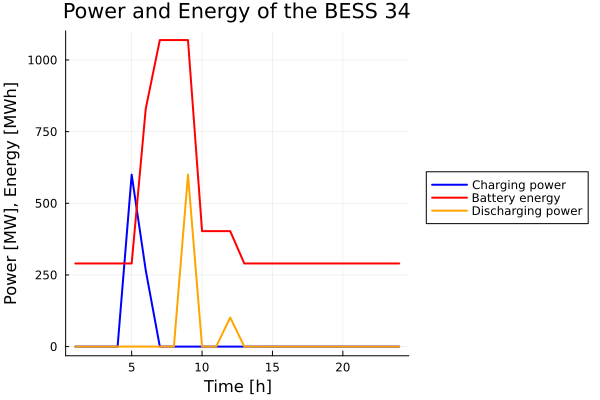 Power and Energy of the BESS 34
Power [MW], Energy [MWh]
1000
750
500
250
0
5
10
15
20
Time [h]
Charging power
Battery energy
Discharging power